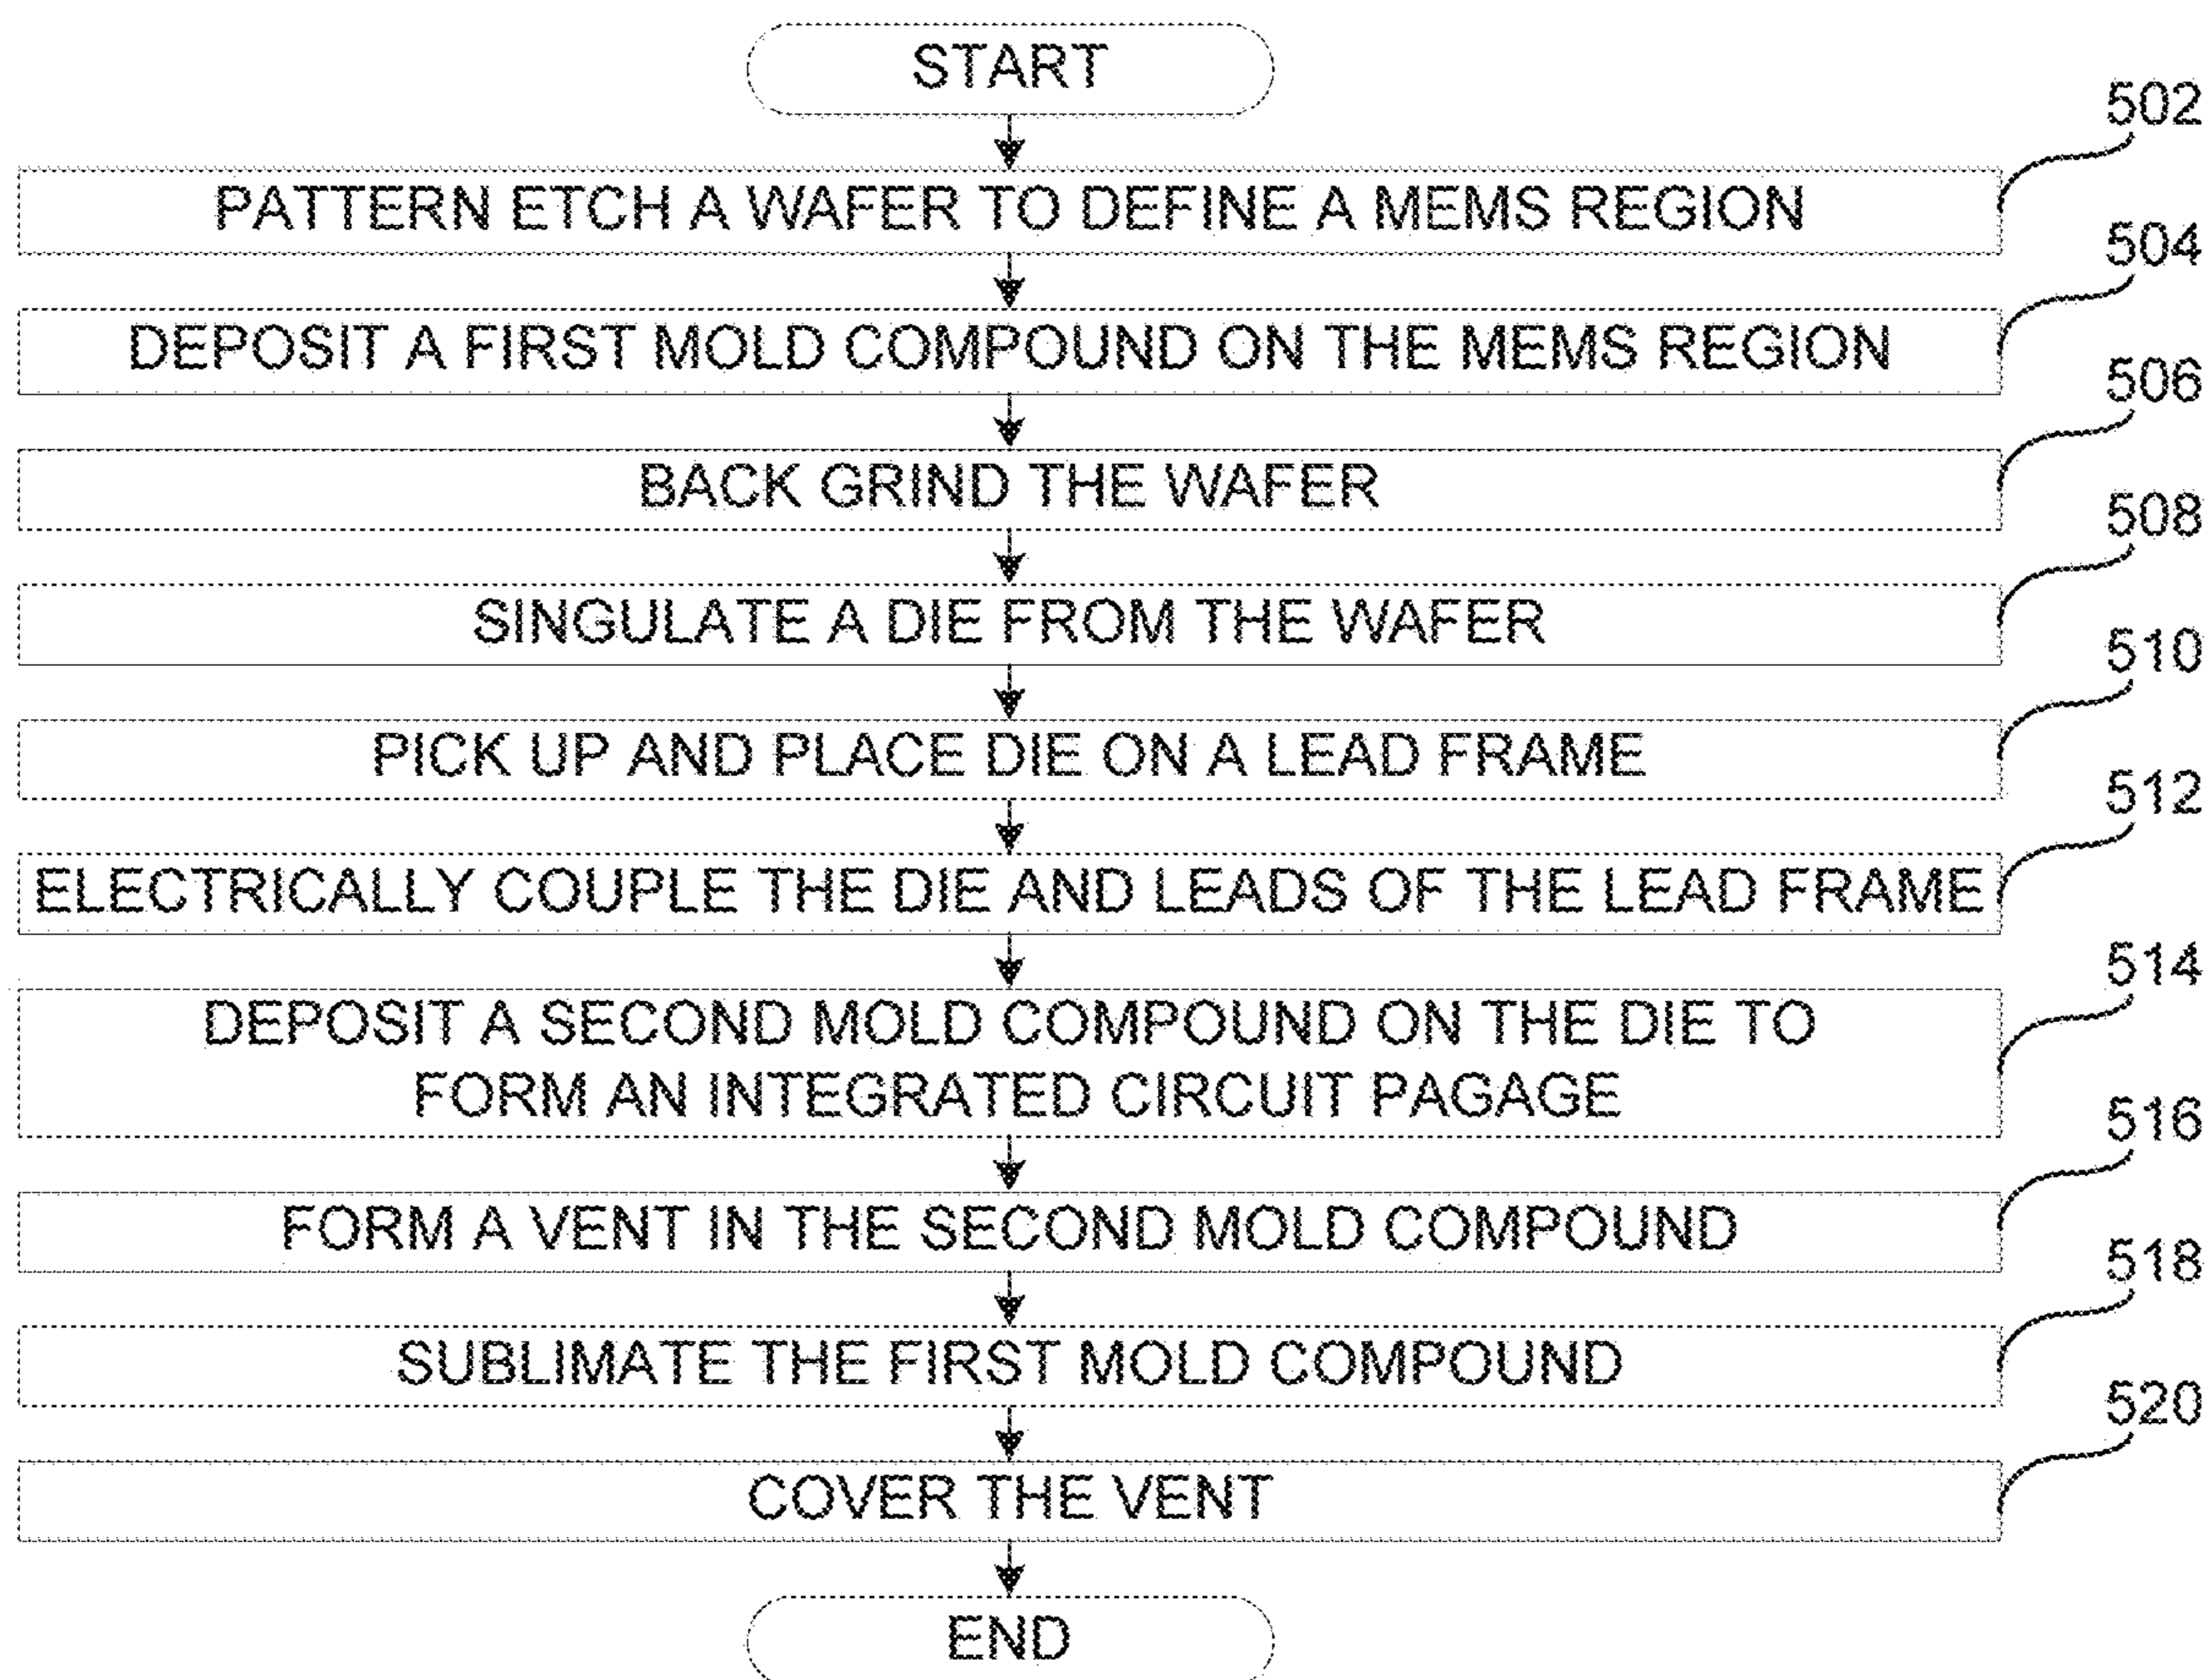 START
502
PATTERN ETCH A WAFER TO DEFINE A MEMS REGION
504
DEPOSIT A FIRST MOLD COMPOUND ON THE MEMS REGION
506
BACK GRIND THE WAFER
508
SINGULATE A DIE FROM THE WAFER
510
PICK UP AND PLACE DIE ON A LEAD FRAME
512
ELECTRICALLY COUPLE THE DIE AND LEADS OF THE LEAD FRAME
514
DEPOSIT A SECOND MOLD COMPOUND ON THE DIE TO
FORM AN INTEGRATED CIRCUIT PAGAGE
516
FORM A VENT IN THE SECOND MOLD COMPOUND
518
SUBLIMATE THE FIRST MOLD COMPOUND
520
COVER THE VENT
END